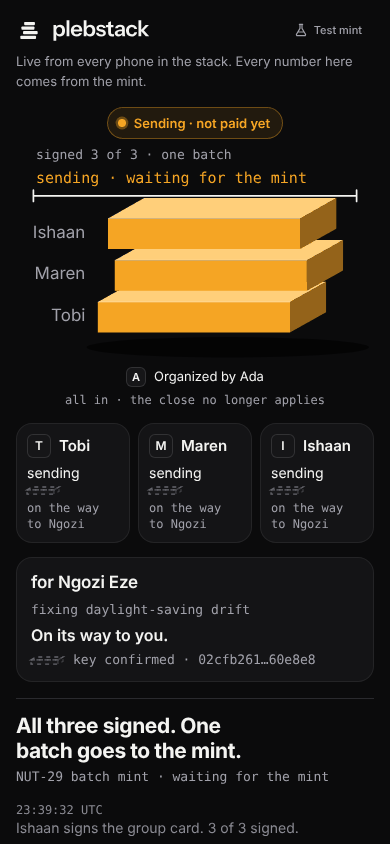 plebstack
Test mint
Live from every phone in the stack. Every number here
comes from the mint.
Sending · not paid yet
signed 3 of 3 · one batch
sending · waiting for the mint
Ishaan
Maren
Tobi
A Organized by Ada
all in · the close no longer applies
T Tobi
sending
on the way
to Ngozi
M Maren
sending
on the way
to Ngozi
I Ishaan
sending
on the way
to Ngozi
for Ngozi Eze
fixing daylight-saving drift
On its way to you.
key confirmed · 02cfb261…60e8e8
All three signed. One
batch goes to the mint.
NUT-29 batch mint · waiting for the mint
23:39:32 UTC
Ishaan signs the group card. 3 of 3 signed.